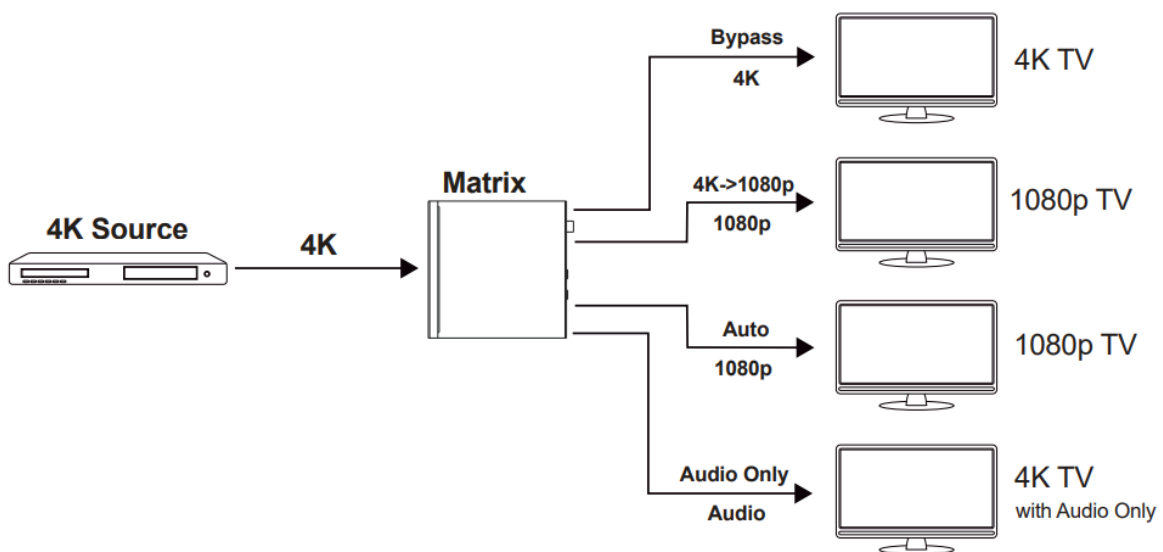 Bypass
4K
4K TV
Matrix
4K->1080p
1080p
1080p TV
4K Source
4K
Auto
1080p
1080p TV
Audio Only
Audio
4K TV
with Audio Only